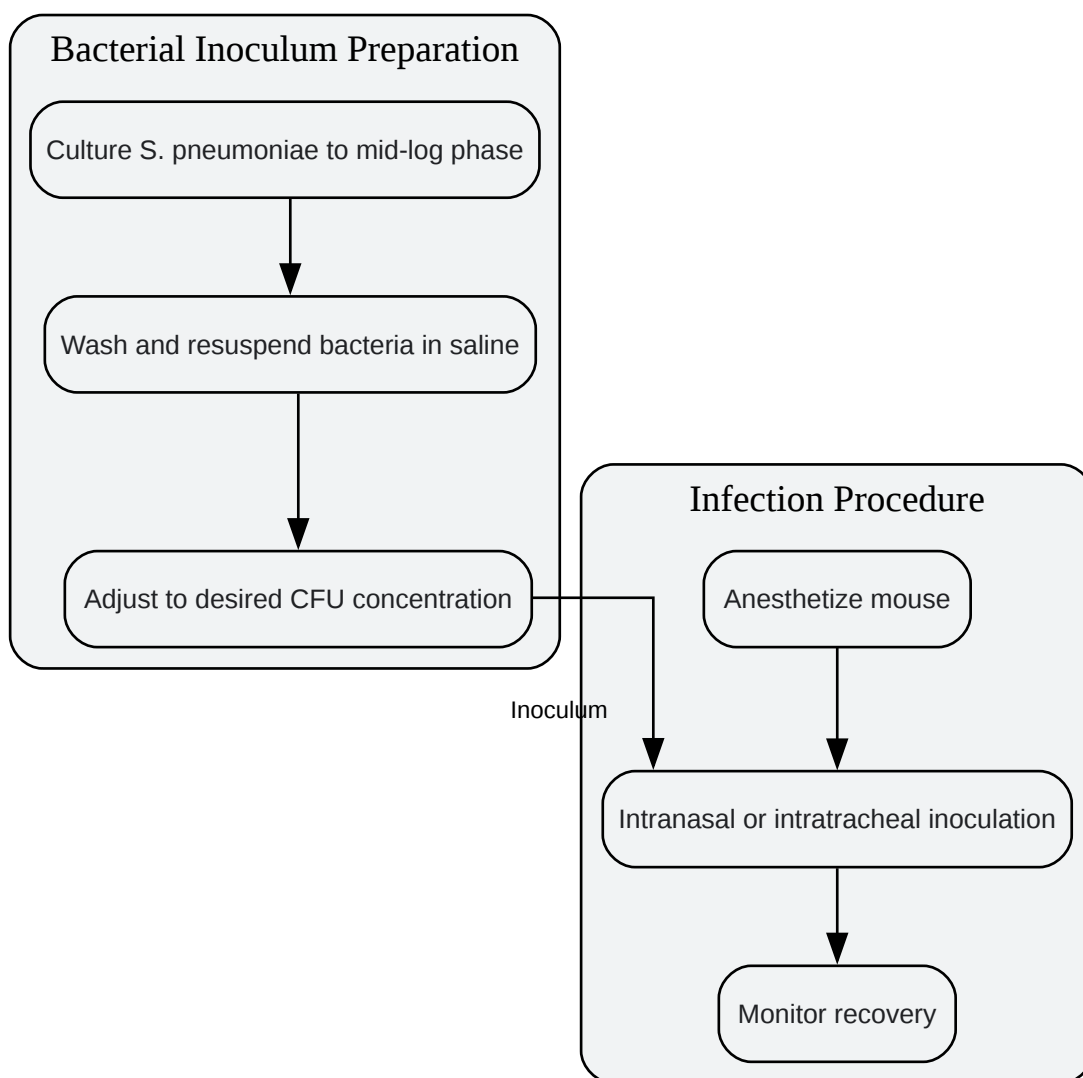 Bacterial Inoculum Preparation
Culture S. pneumoniae to mid-log phase
Wash and resuspend bacteria in saline
Adjust to desired CFU concentration
Inoculum
Infection Procedure
Anesthetize mouse
Intranasal or intratracheal inoculation
Monitor recovery